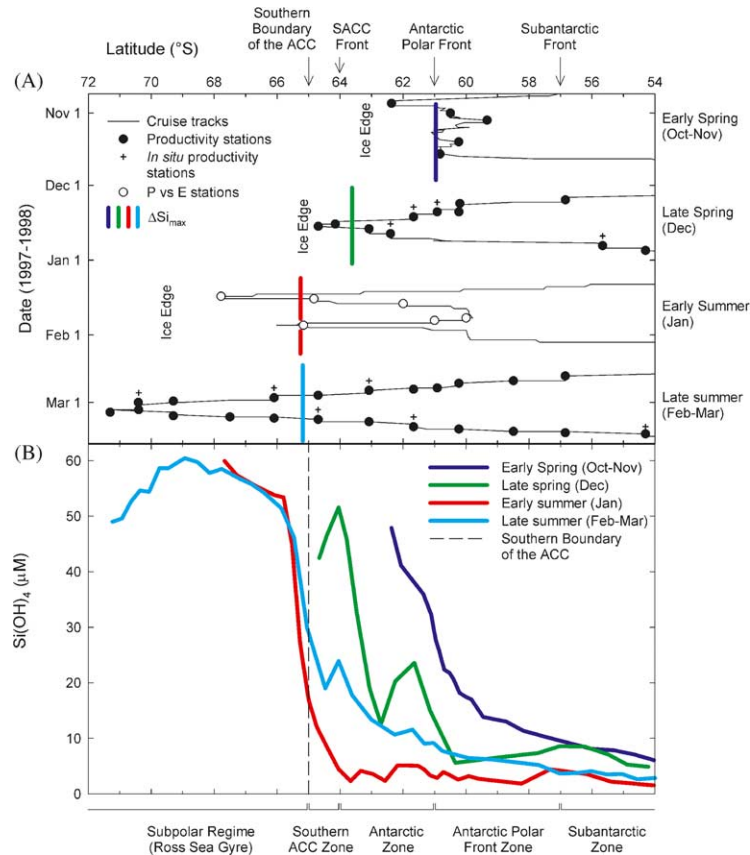 Latitude (°S)
Southern
Boundary
of the ACC
SACC
Front
Antarctic
Polar Front
Subantarctic
Front
(A)
72 70 68 66 64 62 60 58 56 54
Nov 1
Dec 1
Jan 1
Feb 1
Mar 1
Date (1997-1998)
Cruise tracks
Productivity stations
In situ productivity
stations
P vs E stations
ΔSimax
Ice Edge
Ice Edge
Ice Edge
Early Spring
(Oct-Nov)
Late Spring
(Dec)
Early Summer
(Jan)
Late summer
(Feb-Mar)
(B)
60
50
40
30
20
10
0
Si(OH)4 (μM)
Early Spring (Oct-Nov)
Late spring (Dec)
Early summer (Jan)
Late summer (Feb-Mar)
Southern Boundary
of the ACC
Subpolar Regime
(Ross Sea Gyre)
Southern
ACC Zone
Antarctic
Zone
Antarctic Polar
Front Zone
Subantarctic
Zone